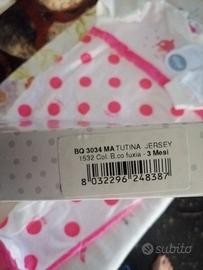 BQ 3034 MA TUTINA JERSEY
1532 Col. B.co fuxia - 3 Mesi
8 032296 248387
subito